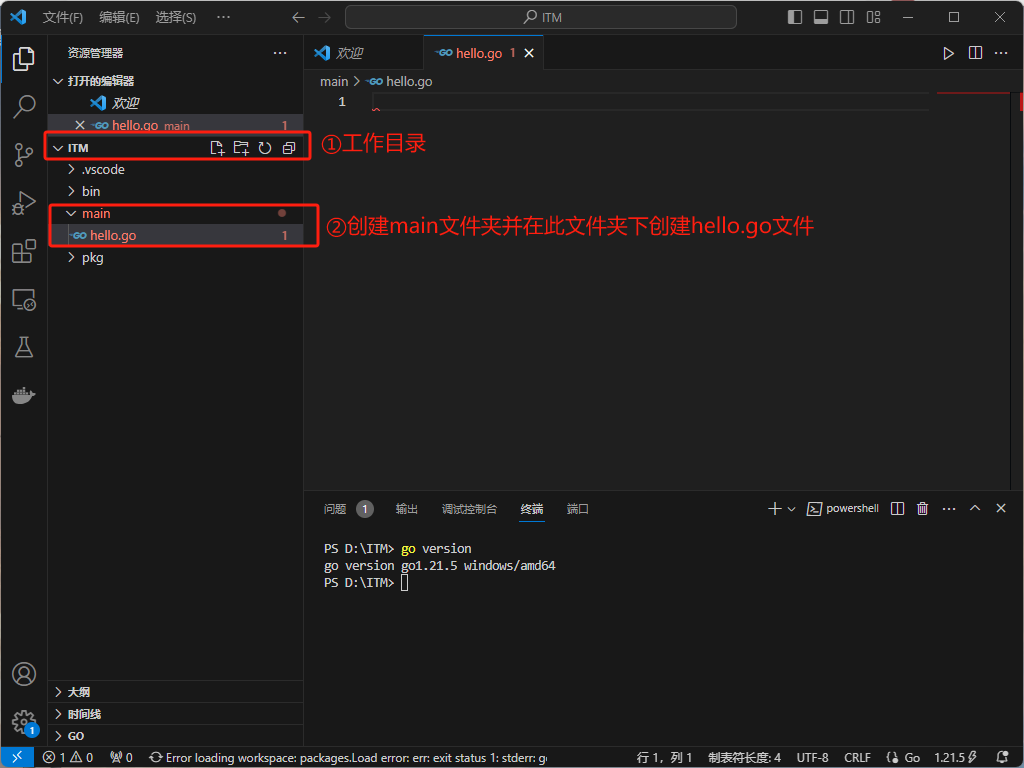 文件(F) 编辑(E) 选择(S) ··· ITM
资源管理器 ···
打开的编辑器
欢迎
hello.go main 1
ITM
.vscode
bin
main
hello.go 1
pkg
大纲
时间线
GO
欢迎 hello.go 1
main > hello.go
1
①工作目录
②创建main文件夹并在此文件夹下创建hello.go文件
问题 1 输出 调试控制台 终端 端口 powershell
PS D:\ITM> go version
go version go1.21.5 windows/amd64
PS D:\ITM>
1
1 0 0 Error loading workspace: packages.Load error: err: exit status 1: stderr: 行 1，列 1 制表符长度: 4 UTF-8 CRLF Go 1.21.5